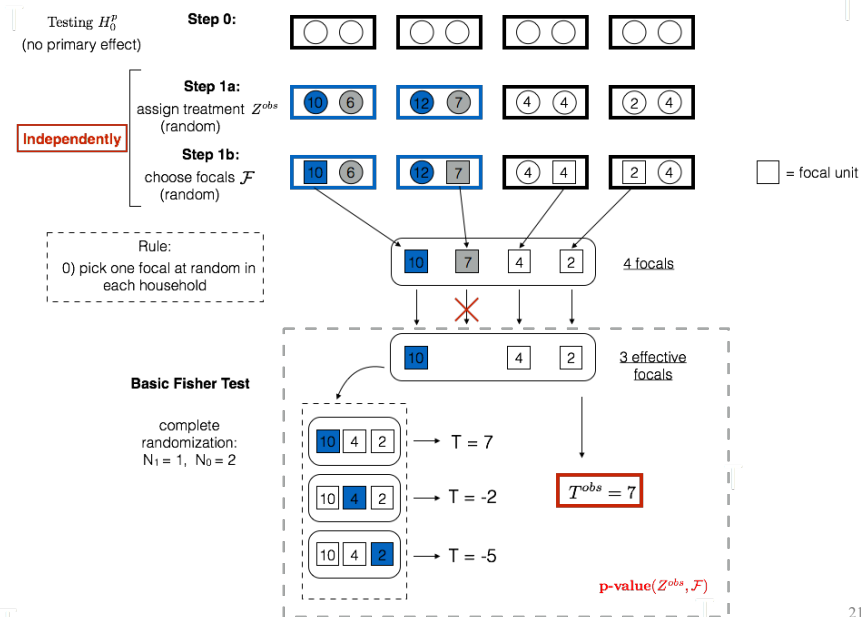 Testing H₀ᵖ
(no primary effect)
Step 0:
Step 1a:
assign treatment Zᵒᵇˢ
(random)
10 6 12 7 4 4 2 4
Independently
Step 1b:
choose focals ℱ
(random)
10 6 12 7 4 4 2 4
= focal unit
Rule:
0) pick one focal at random in
each household
10 7 4 2
4 focals
10 4 2
3 effective
focals
Basic Fisher Test
complete
randomization:
N₁ = 1, N₀ = 2
10 4 2
T = 7
10 4 2
T = -2
10 4 2
T = -5
Tᵒᵇˢ = 7
p-value(Zᵒᵇˢ, ℱ)
21